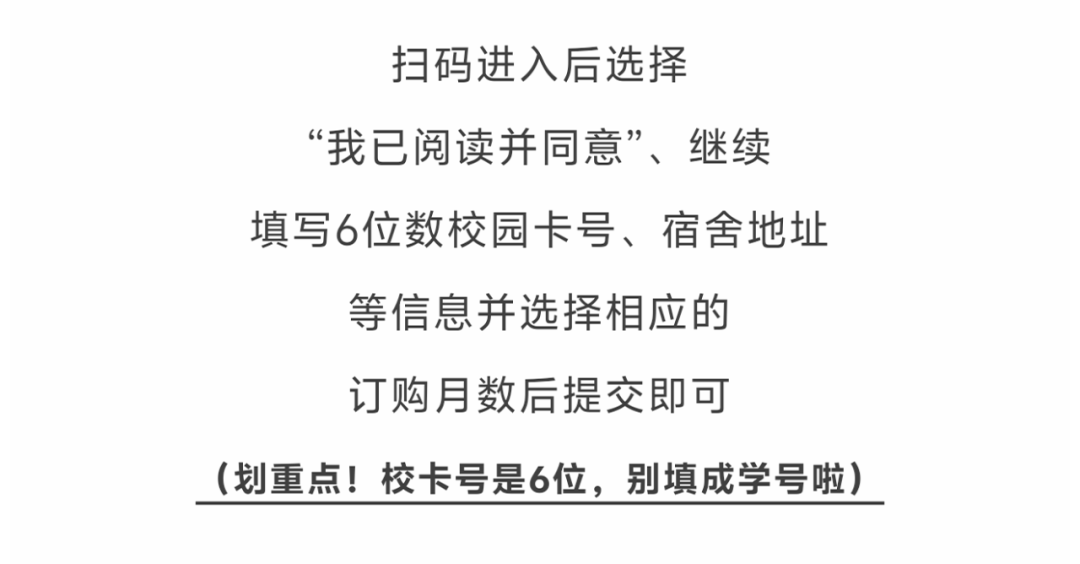 扫码进入后选择
“我已阅读并同意”、继续
填写6位数校园卡号、宿舍地址
等信息并选择相应的
订购月数后提交即可
（划重点！校卡号是6位，别填成学号啦）